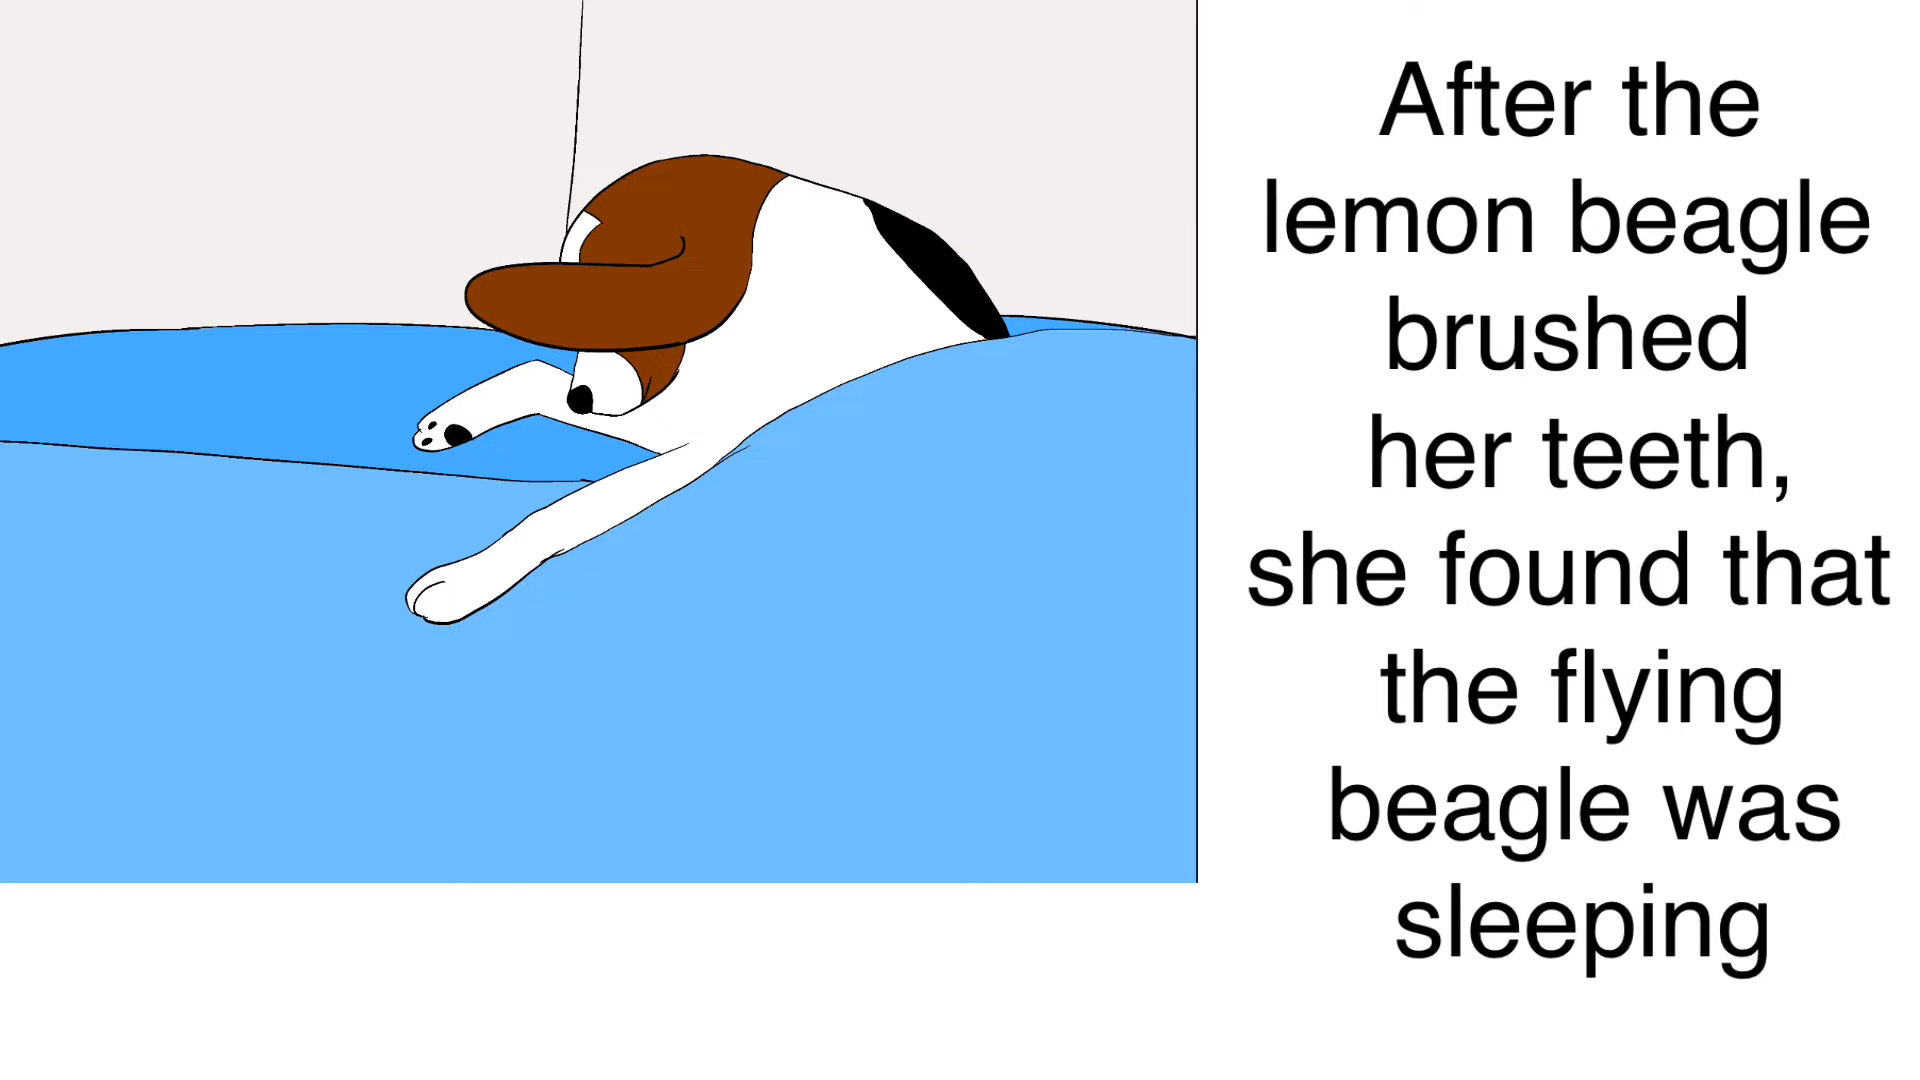 After the
lemon beagle
brushed
her teeth,
she found that
the flying
beagle was
sleeping